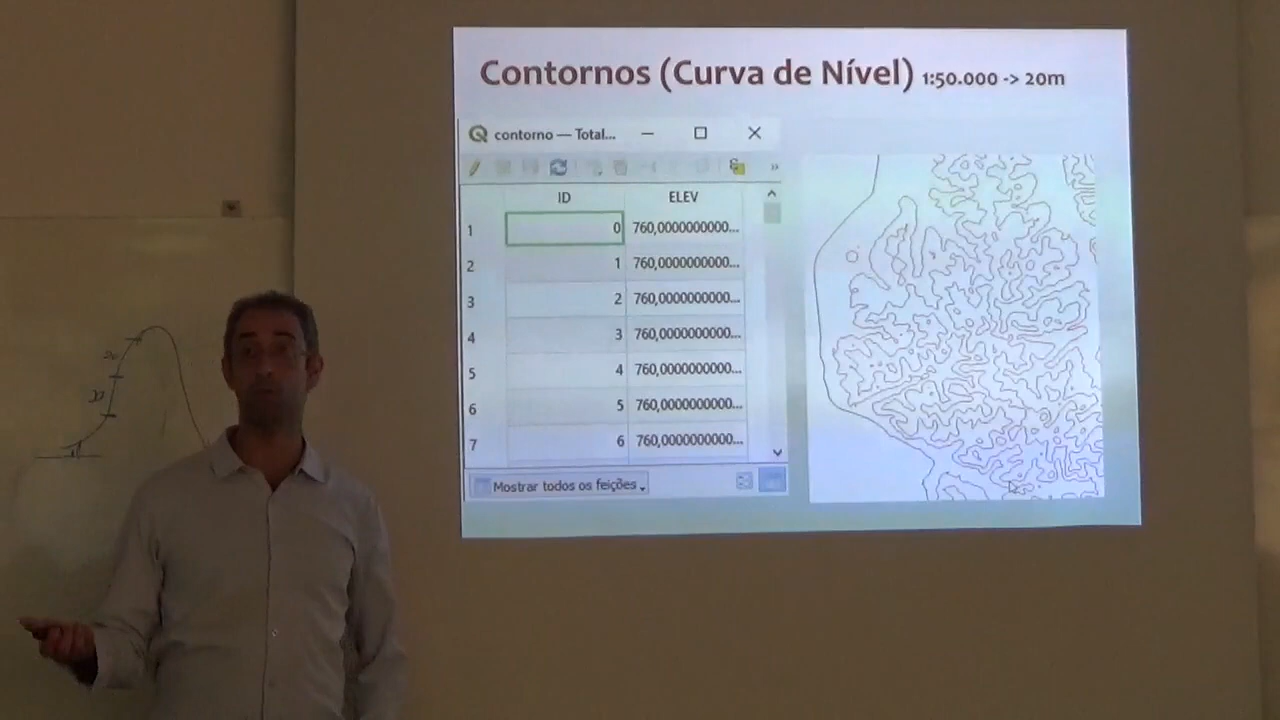 Contornos (Curva de Nível) 1:50.000 -> 20m
contorno — Total...
ID ELEV
1 0 760,0000000000...
2 1 760,0000000000...
3 2 760,0000000000...
4 3 760,0000000000...
5 4 760,0000000000...
6 5 760,0000000000...
7 6 760,0000000000...
Mostrar todos os feições